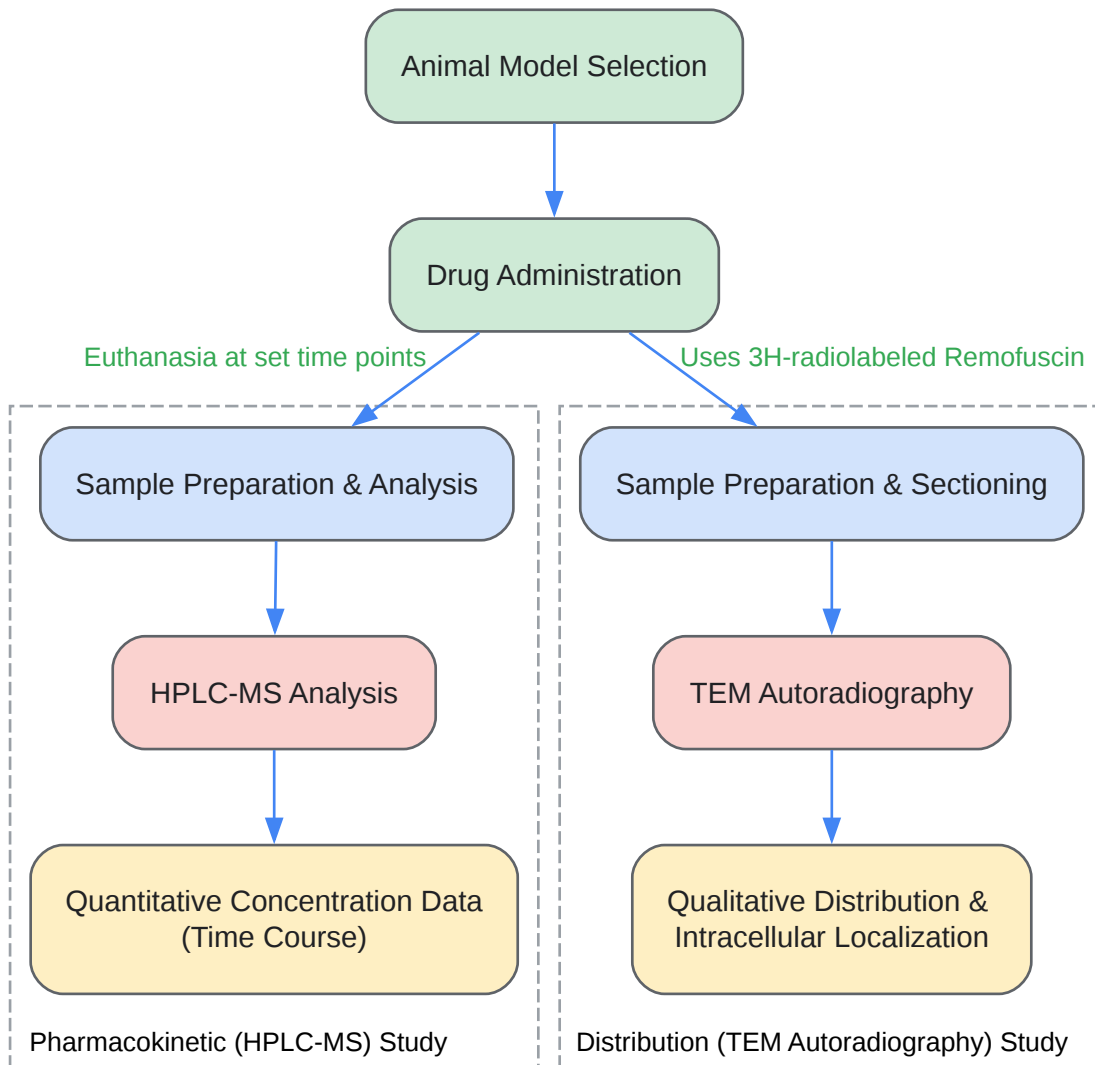 Animal Model Selection
Drug Administration
Euthanasia at set time points
Uses 3H-radiolabeled Remofuscin
Sample Preparation & Analysis
Sample Preparation & Sectioning
HPLC-MS Analysis
TEM Autoradiography
Quantitative Concentration Data
(Time Course)
Qualitative Distribution &
Intracellular Localization
Pharmacokinetic (HPLC-MS) Study
Distribution (TEM Autoradiography) Study